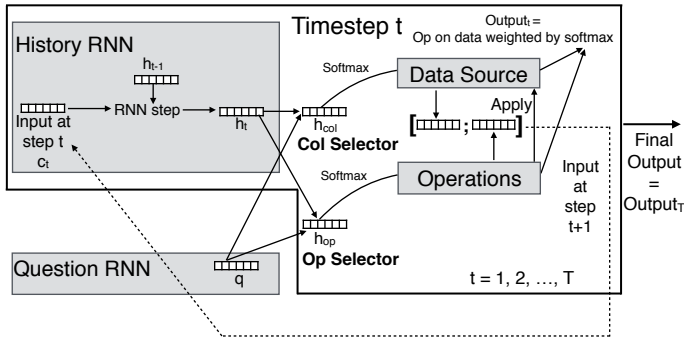 Timestep t
Output_t =
Op on data weighted by softmax
History RNN
h_{t-1}
Softmax
Data Source
RNN step
Input at
step t
c_t
h_t
h_col
Col Selector
[ ; ]
Apply
Final
Output
=
Output_T
Softmax
Operations
Input
at
step
t+1
h_op
Op Selector
Question RNN
q
t = 1, 2, …, T